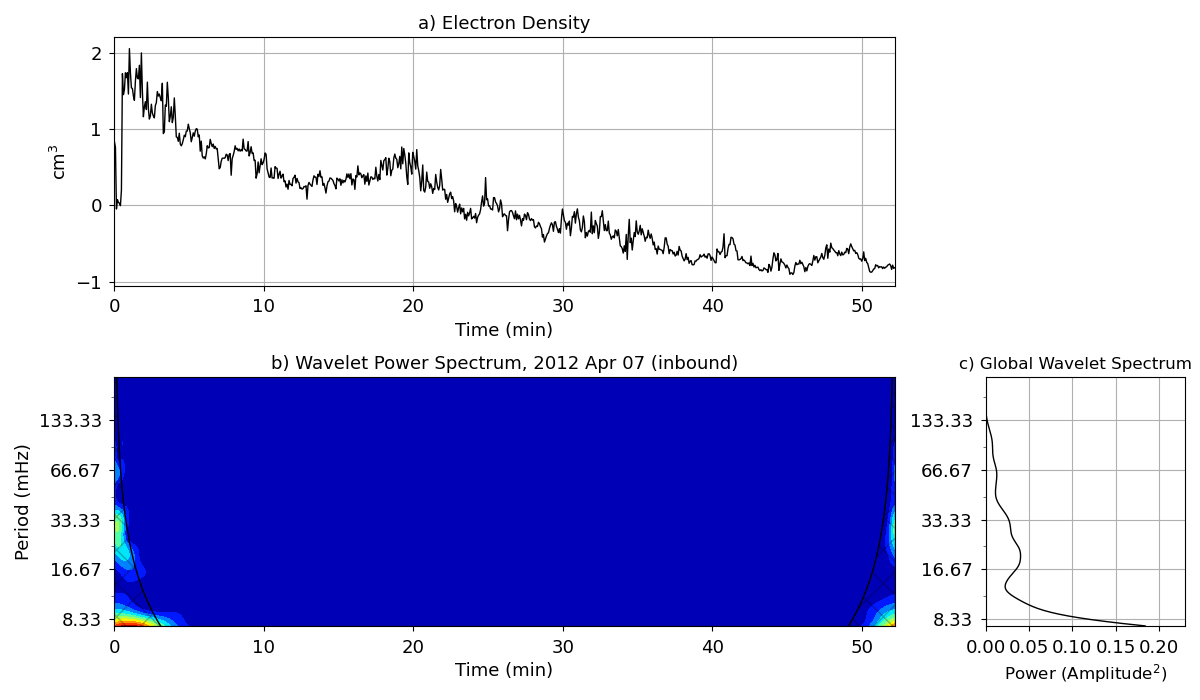 a) Electron Density
cm³
2
1
0
−1
0 10 20 30 40 50
Time (min)
b) Wavelet Power Spectrum, 2012 Apr 07 (inbound)
Period (mHz)
133.33
66.67
33.33
16.67
8.33
0 10 20 30 40 50
Time (min)
c) Global Wavelet Spectrum
133.33
66.67
33.33
16.67
8.33
0.00 0.05 0.10 0.15 0.20
Power (Amplitude²)